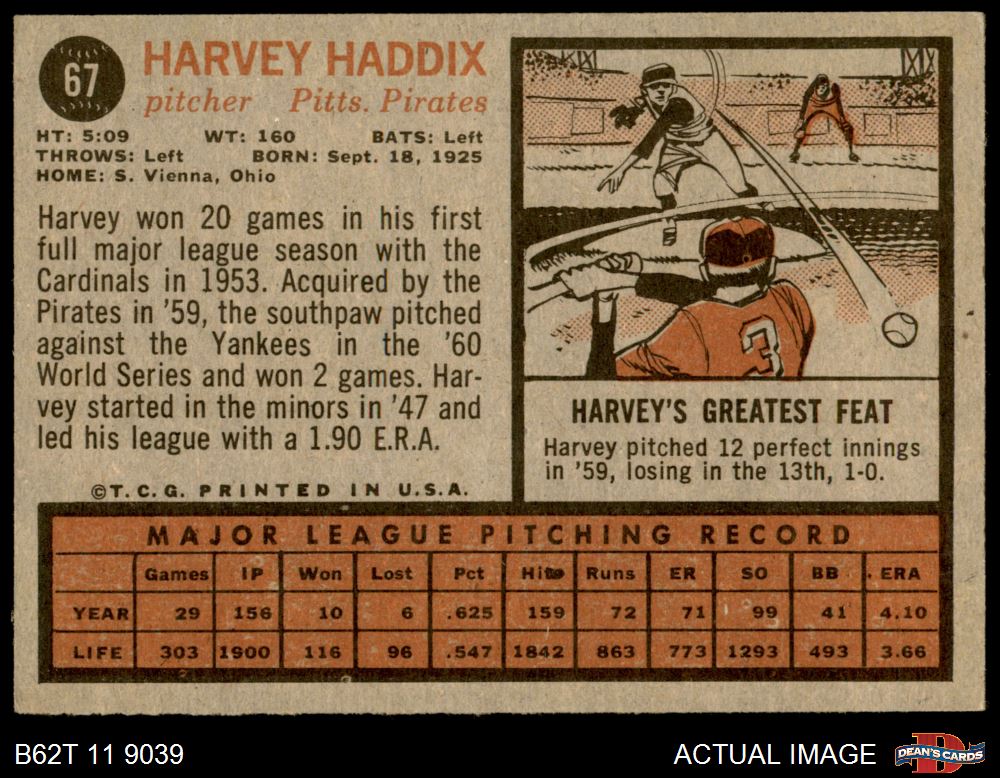 67
HARVEY HADDIX
pitcher Pitts. Pirates
HT: 5:09 WT: 160 BATS: Left
THROWS: Left BORN: Sept. 18, 1925
HOME: S. Vienna, Ohio
Harvey won 20 games in his first
full major league season with the
Cardinals in 1953. Acquired by the
Pirates in '59, the southpaw pitched
against the Yankees in the '60
World Series and won 2 games. Har-
vey started in the minors in '47 and
led his league with a 1.90 E.R.A.
©T.C.G. PRINTED IN U.S.A.
3
HARVEY'S GREATEST FEAT
Harvey pitched 12 perfect innings
in '59, losing in the 13th, 1-0.
MAJOR LEAGUE PITCHING RECORD
Games IP Won Lost Pct Hits Runs ER SO BB ERA
YEAR 29 156 10 6 .625 159 72 71 99 41 4.10
LIFE 303 1900 116 96 .547 1842 863 773 1293 493 3.66
B62T 11 9039
ACTUAL IMAGE
DEAN'S CARDS